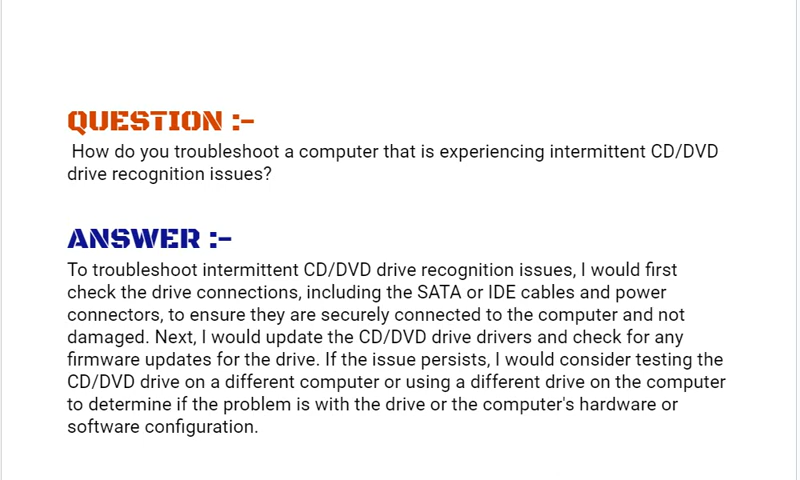 QUESTION :-
How do you troubleshoot a computer that is experiencing intermittent CD/DVD
drive recognition issues?
ANSWER :-
To troubleshoot intermittent CD/DVD drive recognition issues, I would first
check the drive connections, including the SATA or IDE cables and power
connectors, to ensure they are securely connected to the computer and not
damaged. Next, I would update the CD/DVD drive drivers and check for any
firmware updates for the drive. If the issue persists, I would consider testing the
CD/DVD drive on a different computer or using a different drive on the computer
to determine if the problem is with the drive or the computer's hardware or
software configuration.